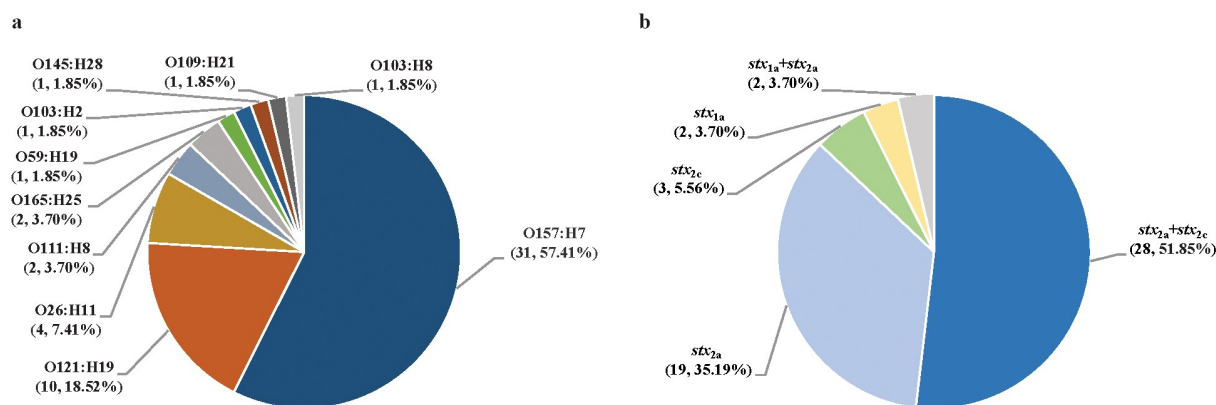 a
O145:H28
(1, 1.85%)
O109:H21
(1, 1.85%)
O103:H8
(1, 1.85%)
O103:H2
(1, 1.85%)
O59:H19
(1, 1.85%)
O165:H25
(2, 3.70%)
O111:H8
(2, 3.70%)
O26:H11
(4, 7.41%)
O121:H19
(10, 18.52%)
O157:H7
(31, 57.41%)
b
stx1a+stx2a
(2, 3.70%)
stx1a
(2, 3.70%)
stx2c
(3, 5.56%)
stx2a+stx2c
(28, 51.85%)
stx2a
(19, 35.19%)